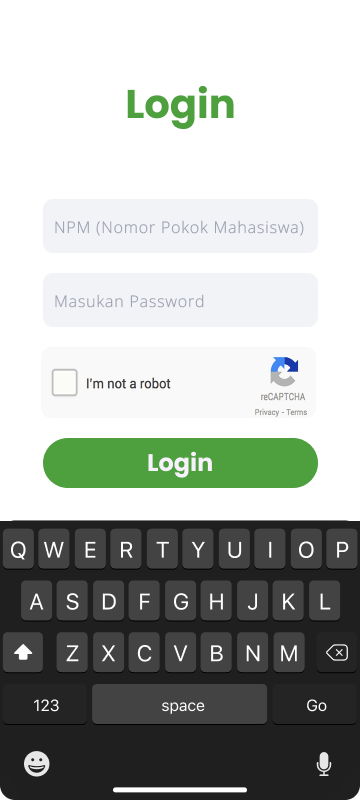 Login
NPM (Nomor Pokok Mahasiswa)
Masukan Password
I'm not a robot
reCAPTCHA
Privacy - Terms
Login
Q W E R T Y U I O P
A S D F G H J K L
Z X C V B N M
123 space Go